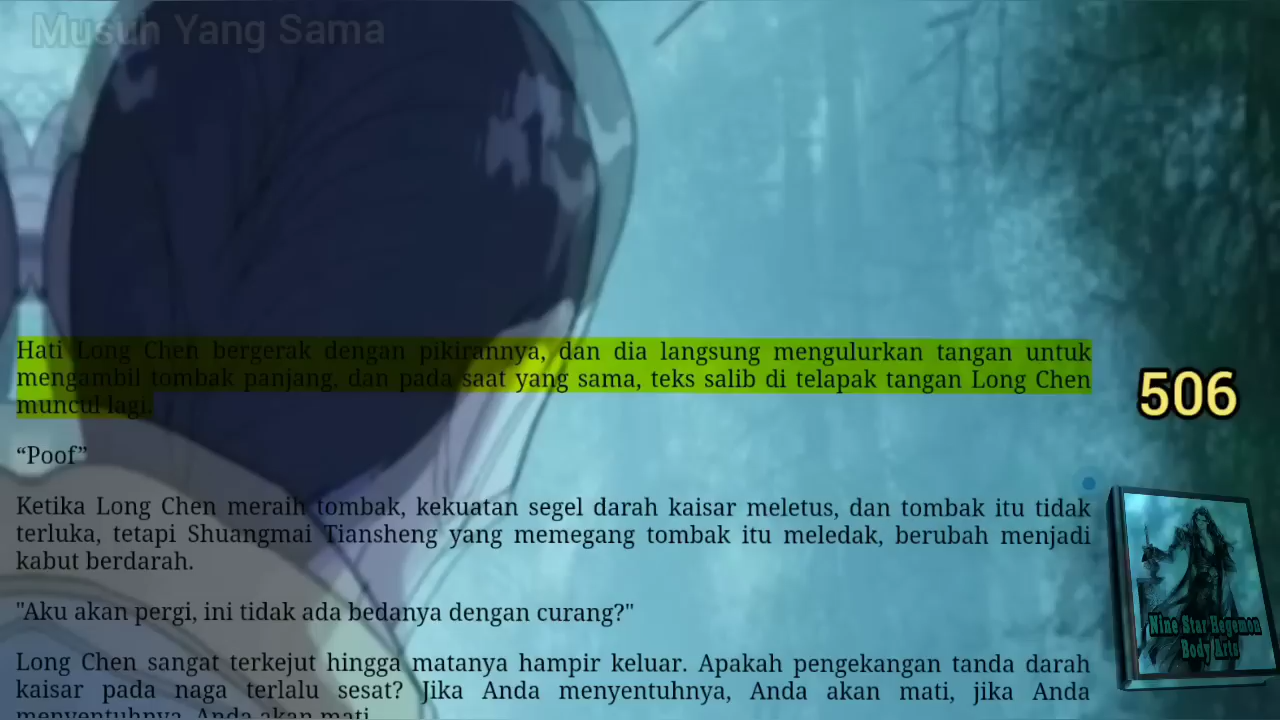 Musuh Yang Sama
Hati Long Chen bergerak dengan pikirannya, dan dia langsung mengulurkan tangan untuk
mengambil tombak panjang, dan pada saat yang sama, teks salib di telapak tangan Long Chen
muncul lagi.
“Poof”
Ketika Long Chen meraih tombak, kekuatan segel darah kaisar meletus, dan tombak itu tidak
terluka, tetapi Shuangmai Tiansheng yang memegang tombak itu meledak, berubah menjadi
kabut berdarah.
"Aku akan pergi, ini tidak ada bedanya dengan curang?"
Long Chen sangat terkejut hingga matanya hampir keluar. Apakah pengekangan tanda darah
kaisar pada naga terlalu sesat? Jika Anda menyentuhnya, Anda akan mati, jika Anda
menyentuhnya, Anda akan mati
506
Nine Star Hegemon
Body Arts